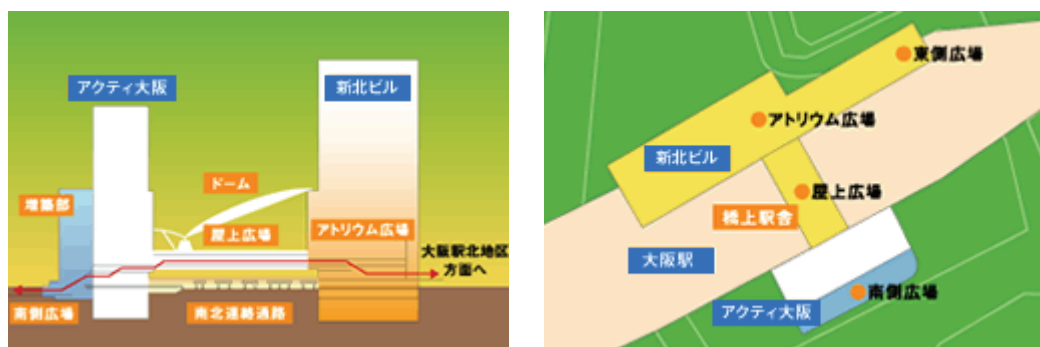 アクティ大阪
新北ビル
ドーム
増築部
屋上広場
アトリウム広場
大阪駅北地区
方面へ
南側広場
南北連絡通路
東側広場
アトリウム広場
新北ビル
屋上広場
橋上駅舎
大阪駅
南側広場
アクティ大阪